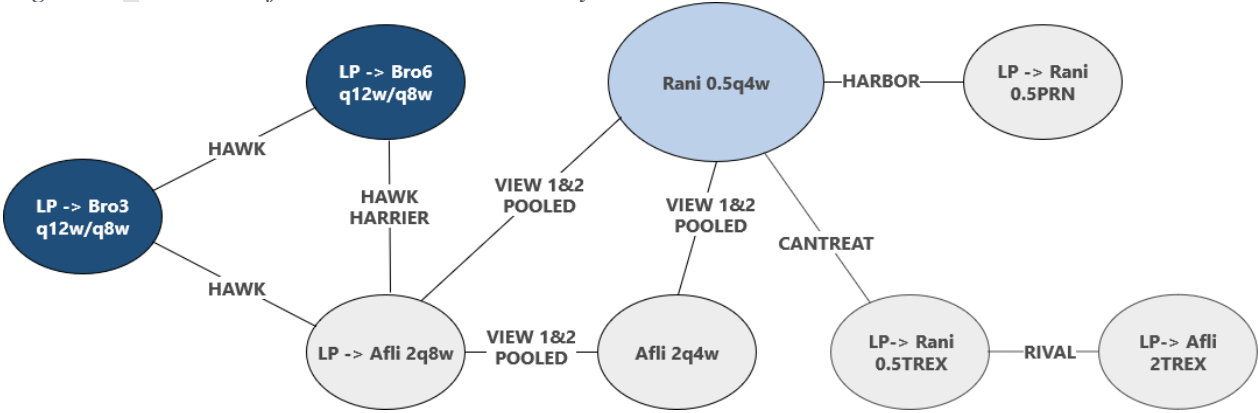 LP -> Bro6
q12w/q8w
Rani 0.5q4w
HARBOR
LP -> Rani
0.5PRN
HAWK
LP -> Bro3
q12w/q8w
HAWK
HARRIER
VIEW 1&2
POOLED
VIEW 1&2
POOLED
CANTREAT
HAWK
LP -> Afli 2q8w
VIEW 1&2
POOLED
Afli 2q4w
LP-> Rani
0.5TREX
RIVAL
LP-> Afli
2TREX